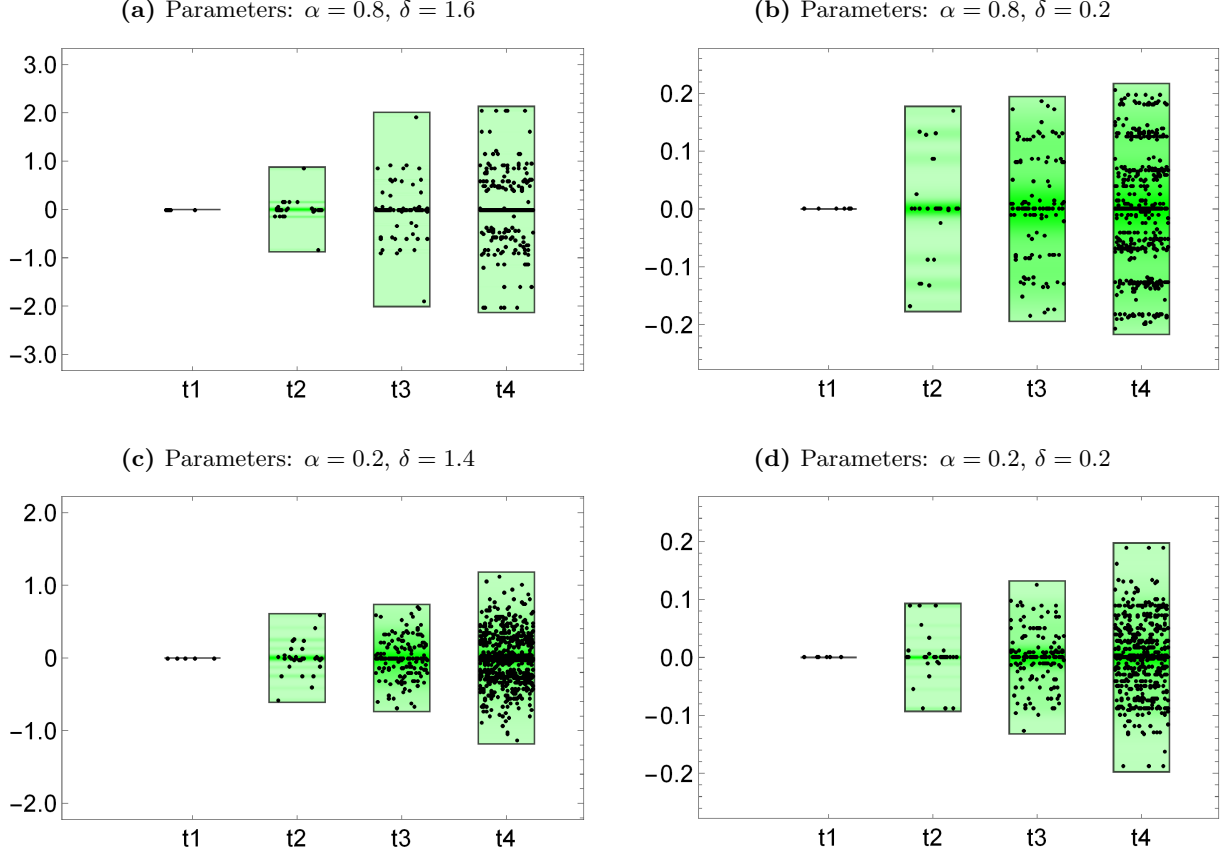 (a) Parameters: α = 0.8, δ = 1.6
3.0
2.0
1.0
0
−1.0
−2.0
−3.0
t1 t2 t3 t4
(b) Parameters: α = 0.8, δ = 0.2
0.2
0.1
0.0
−0.1
−0.2
t1 t2 t3 t4
(c) Parameters: α = 0.2, δ = 1.4
2.0
1.0
0
−1.0
−2.0
t1 t2 t3 t4
(d) Parameters: α = 0.2, δ = 0.2
0.2
0.1
0.0
−0.1
−0.2
t1 t2 t3 t4